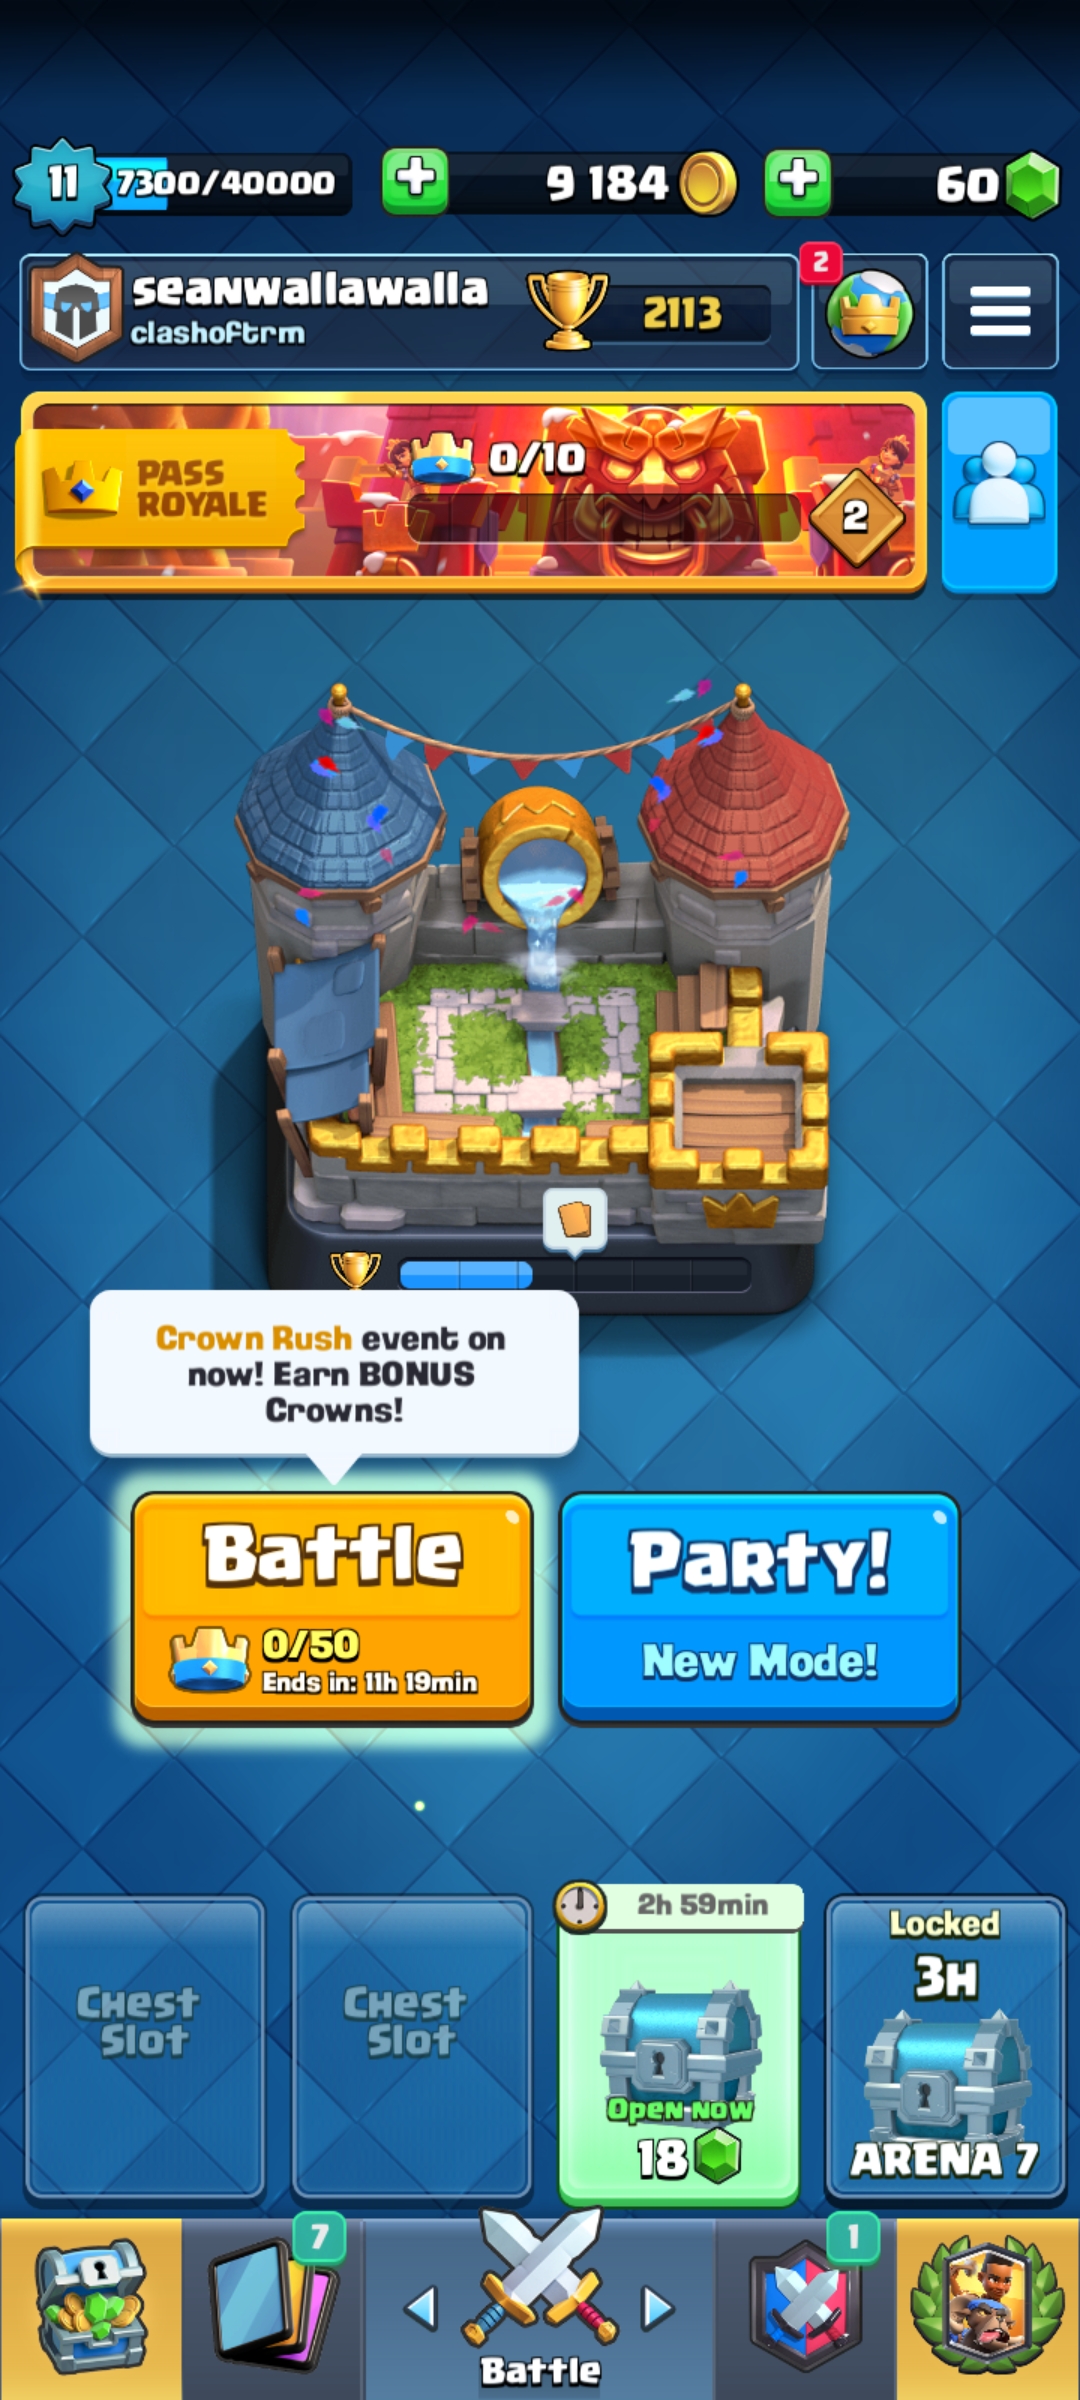 11
7300/40000
9 184
60
seanwallawalla
clashoftrm
2113
2
PASS
ROYALE
0/10
2
Crown Rush event on
now! Earn BONUS
Crowns!
Battle
0/50
Ends in: 11h 19min
Party!
New Mode!
Chest
Slot
Chest
Slot
2h 59min
Open now
18
Locked
3H
ARENA 7
7
Battle
1